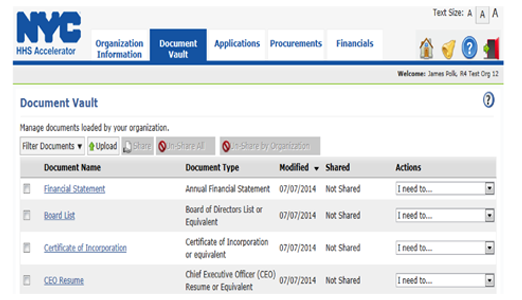 Text Size: A A A
NYC
HHS Accelerator
Organization Information
Document Vault
Applications
Procurements
Financials
Welcome: James Polk, R4 Test Org 12
Document Vault
Manage documents loaded by your organization.
Filter Documents ▼ Upload Share Un-Share All Un-Share by Organization
Document Name Document Type Modified ▼ Shared Actions
Financial Statement Annual Financial Statement 07/07/2014 Not Shared I need to...
Board List Board of Directors List or Equivalent 07/07/2014 Not Shared I need to...
Certificate of Incorporation Certificate of Incorporation or equivalent 07/07/2014 Not Shared I need to...
CEO Resume Chief Executive Officer (CEO) Resume or Equivalent 07/07/2014 Not Shared I need to...